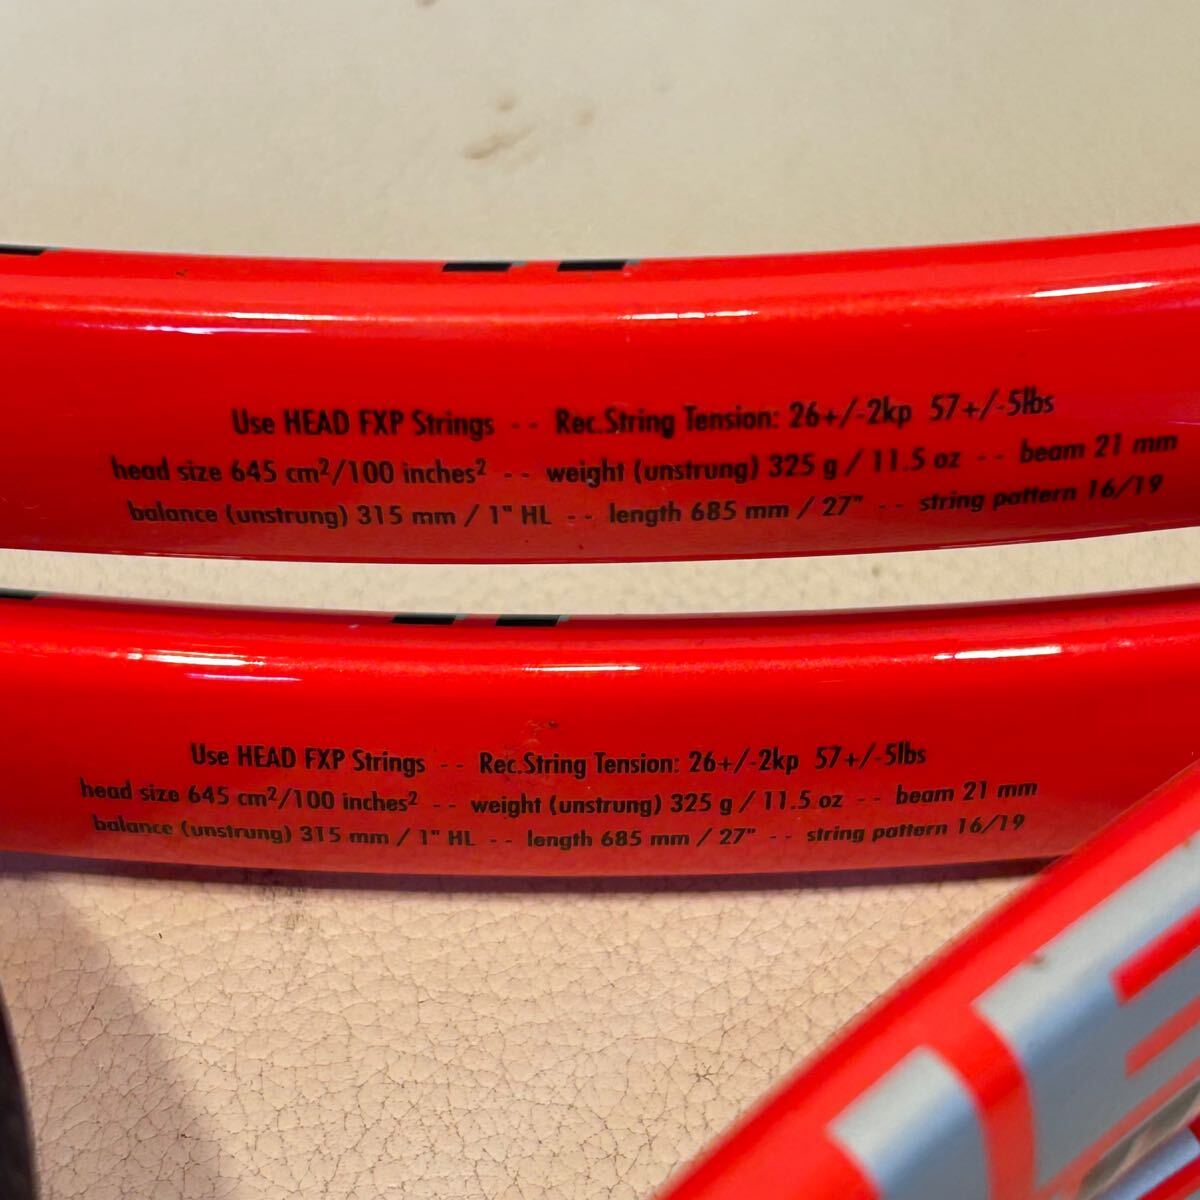 Use HEAD FXP Strings -- Rec.String Tension: 26+/-2kp 57+/-5lbs
head size 645 cm²/100 inches² -- weight (unstrung) 325 g / 11.5 oz -- beam 21 mm
balance (unstrung) 315 mm / 1" HL -- length 685 mm / 27" -- string pattern 16/19
Use HEAD FXP Strings -- Rec.String Tension: 26+/-2kp 57+/-5lbs
head size 645 cm²/100 inches² -- weight (unstrung) 325 g / 11.5 oz -- beam 21 mm
balance (unstrung) 315 mm / 1" HL -- length 685 mm / 27" -- string pattern 16/19